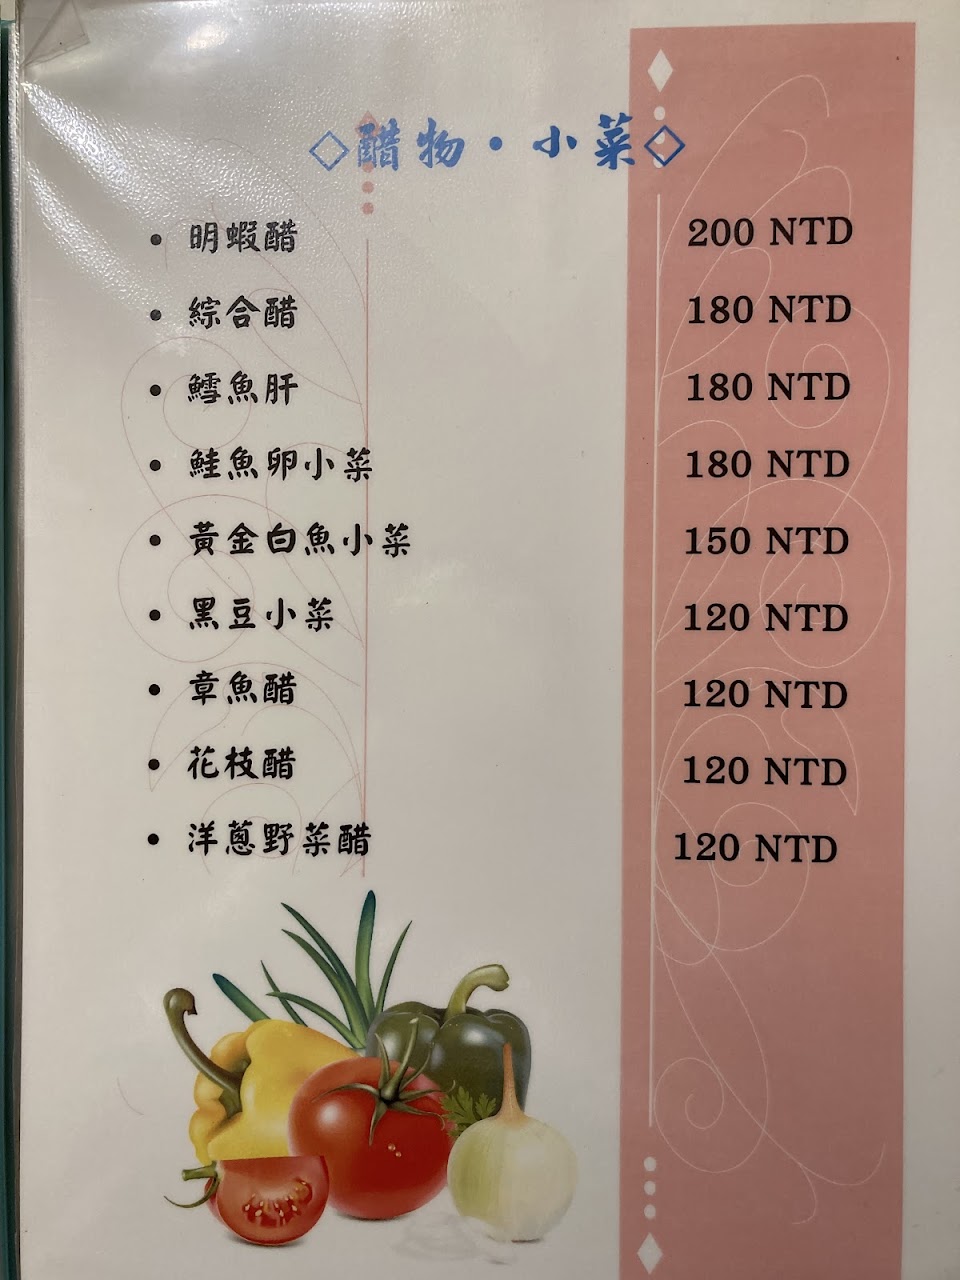 ◇醋物・小菜◇
• 明蝦醋 200 NTD
• 綜合醋 180 NTD
• 鱈魚肝 180 NTD
• 鮭魚卵小菜 180 NTD
• 黃金白魚小菜 150 NTD
• 黑豆小菜 120 NTD
• 章魚醋 120 NTD
• 花枝醋 120 NTD
• 洋蔥野菜醋 120 NTD